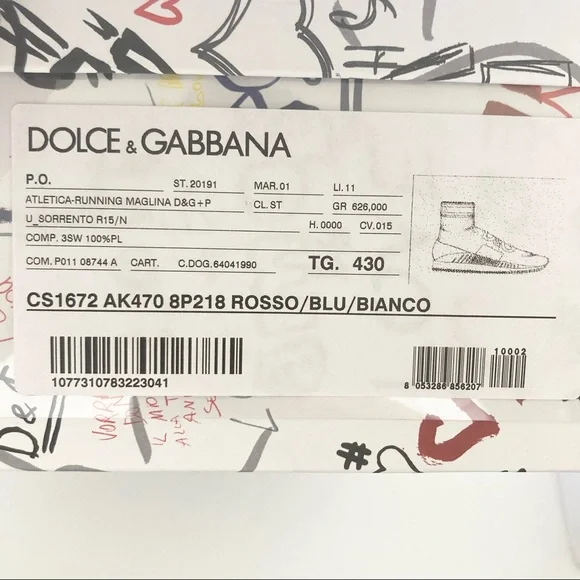 DOLCE & GABBANA
P.O. ST. 20191 MAR. 01 LI. 11
ATLETICA-RUNNING MAGLINA D&G+P CL. ST GR 626,000
U_SORRENTO R15/N H. 0000 CV. 015
COMP. 3SW 100%PL
COM. P011 08744 A CART. C.DOG. 64041990 TG. 430
CS1672 AK470 8P218 ROSSO/BLU/BIANCO
10002
1077310783223041
8 053286 856207
D&
IL
#